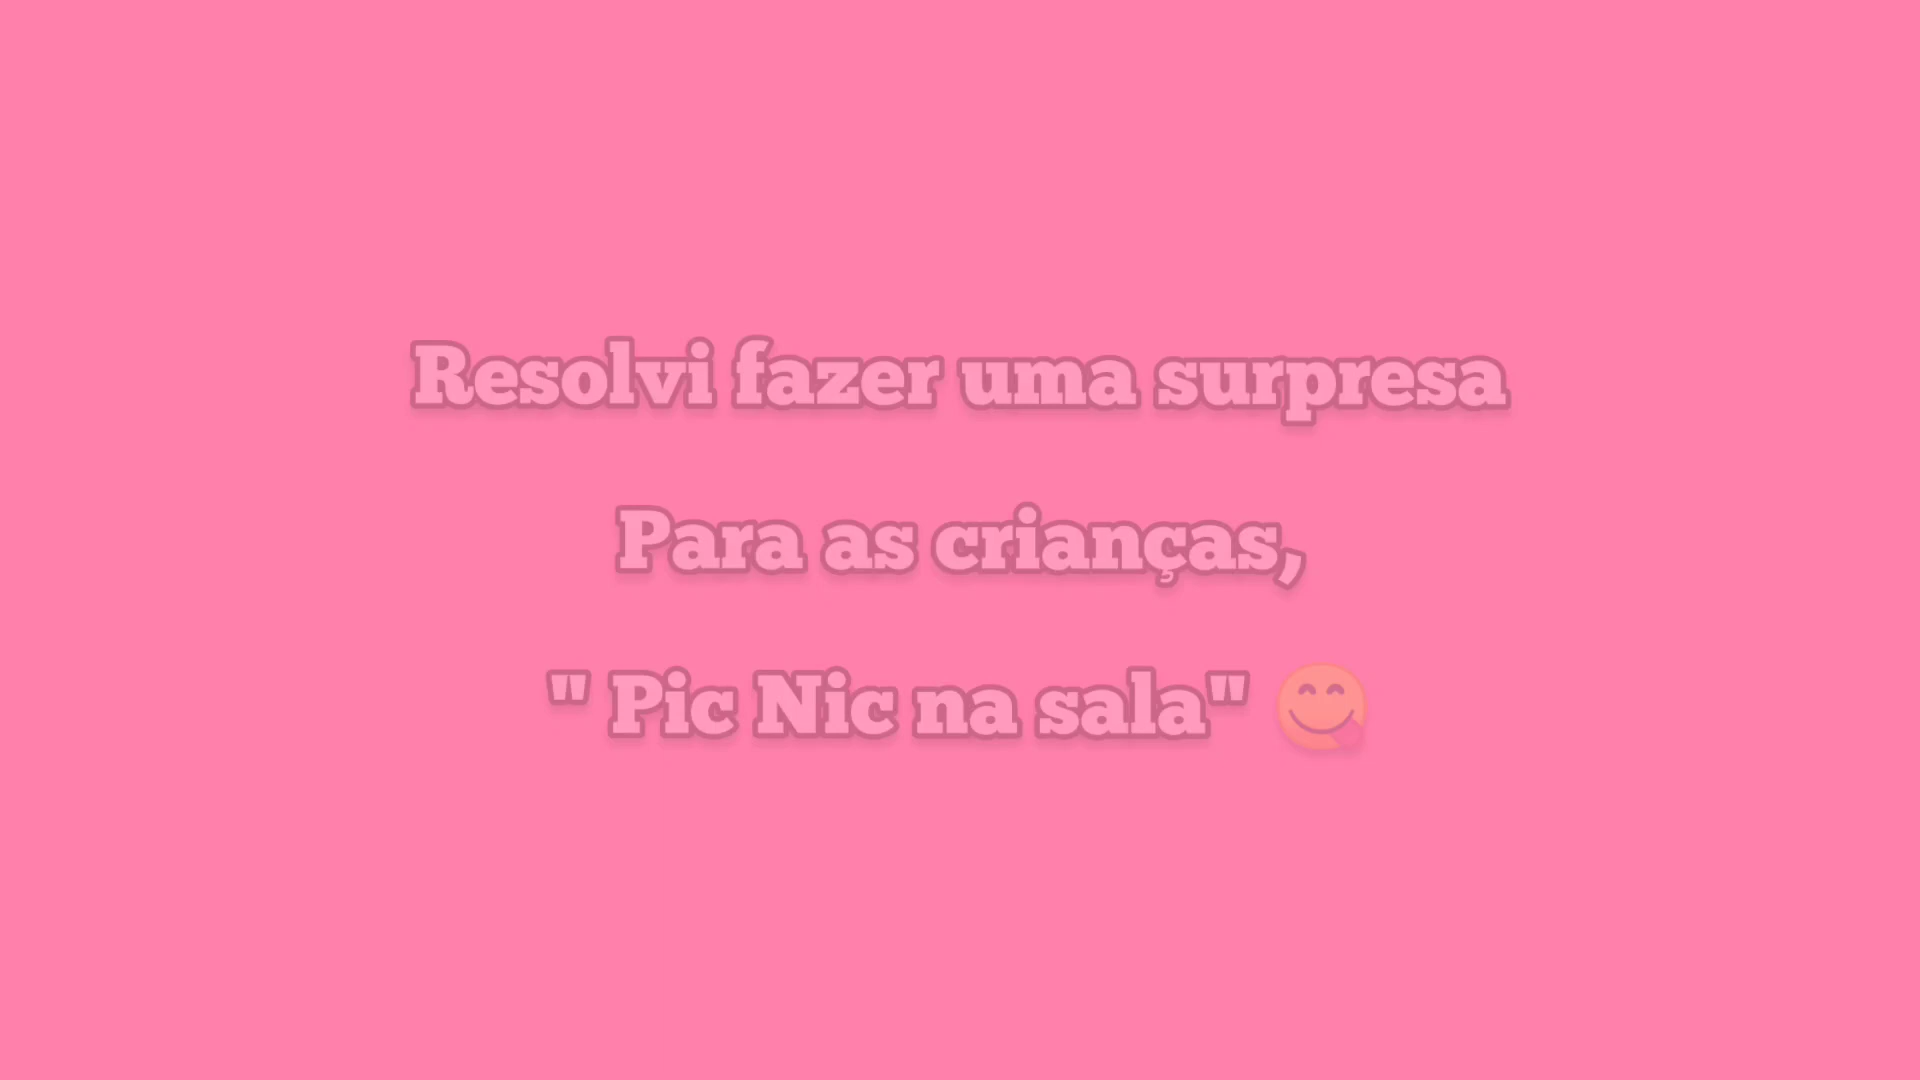 Resolvi fazer uma surpresa
Para as crianças,
" Pic Nic na sala" 😋